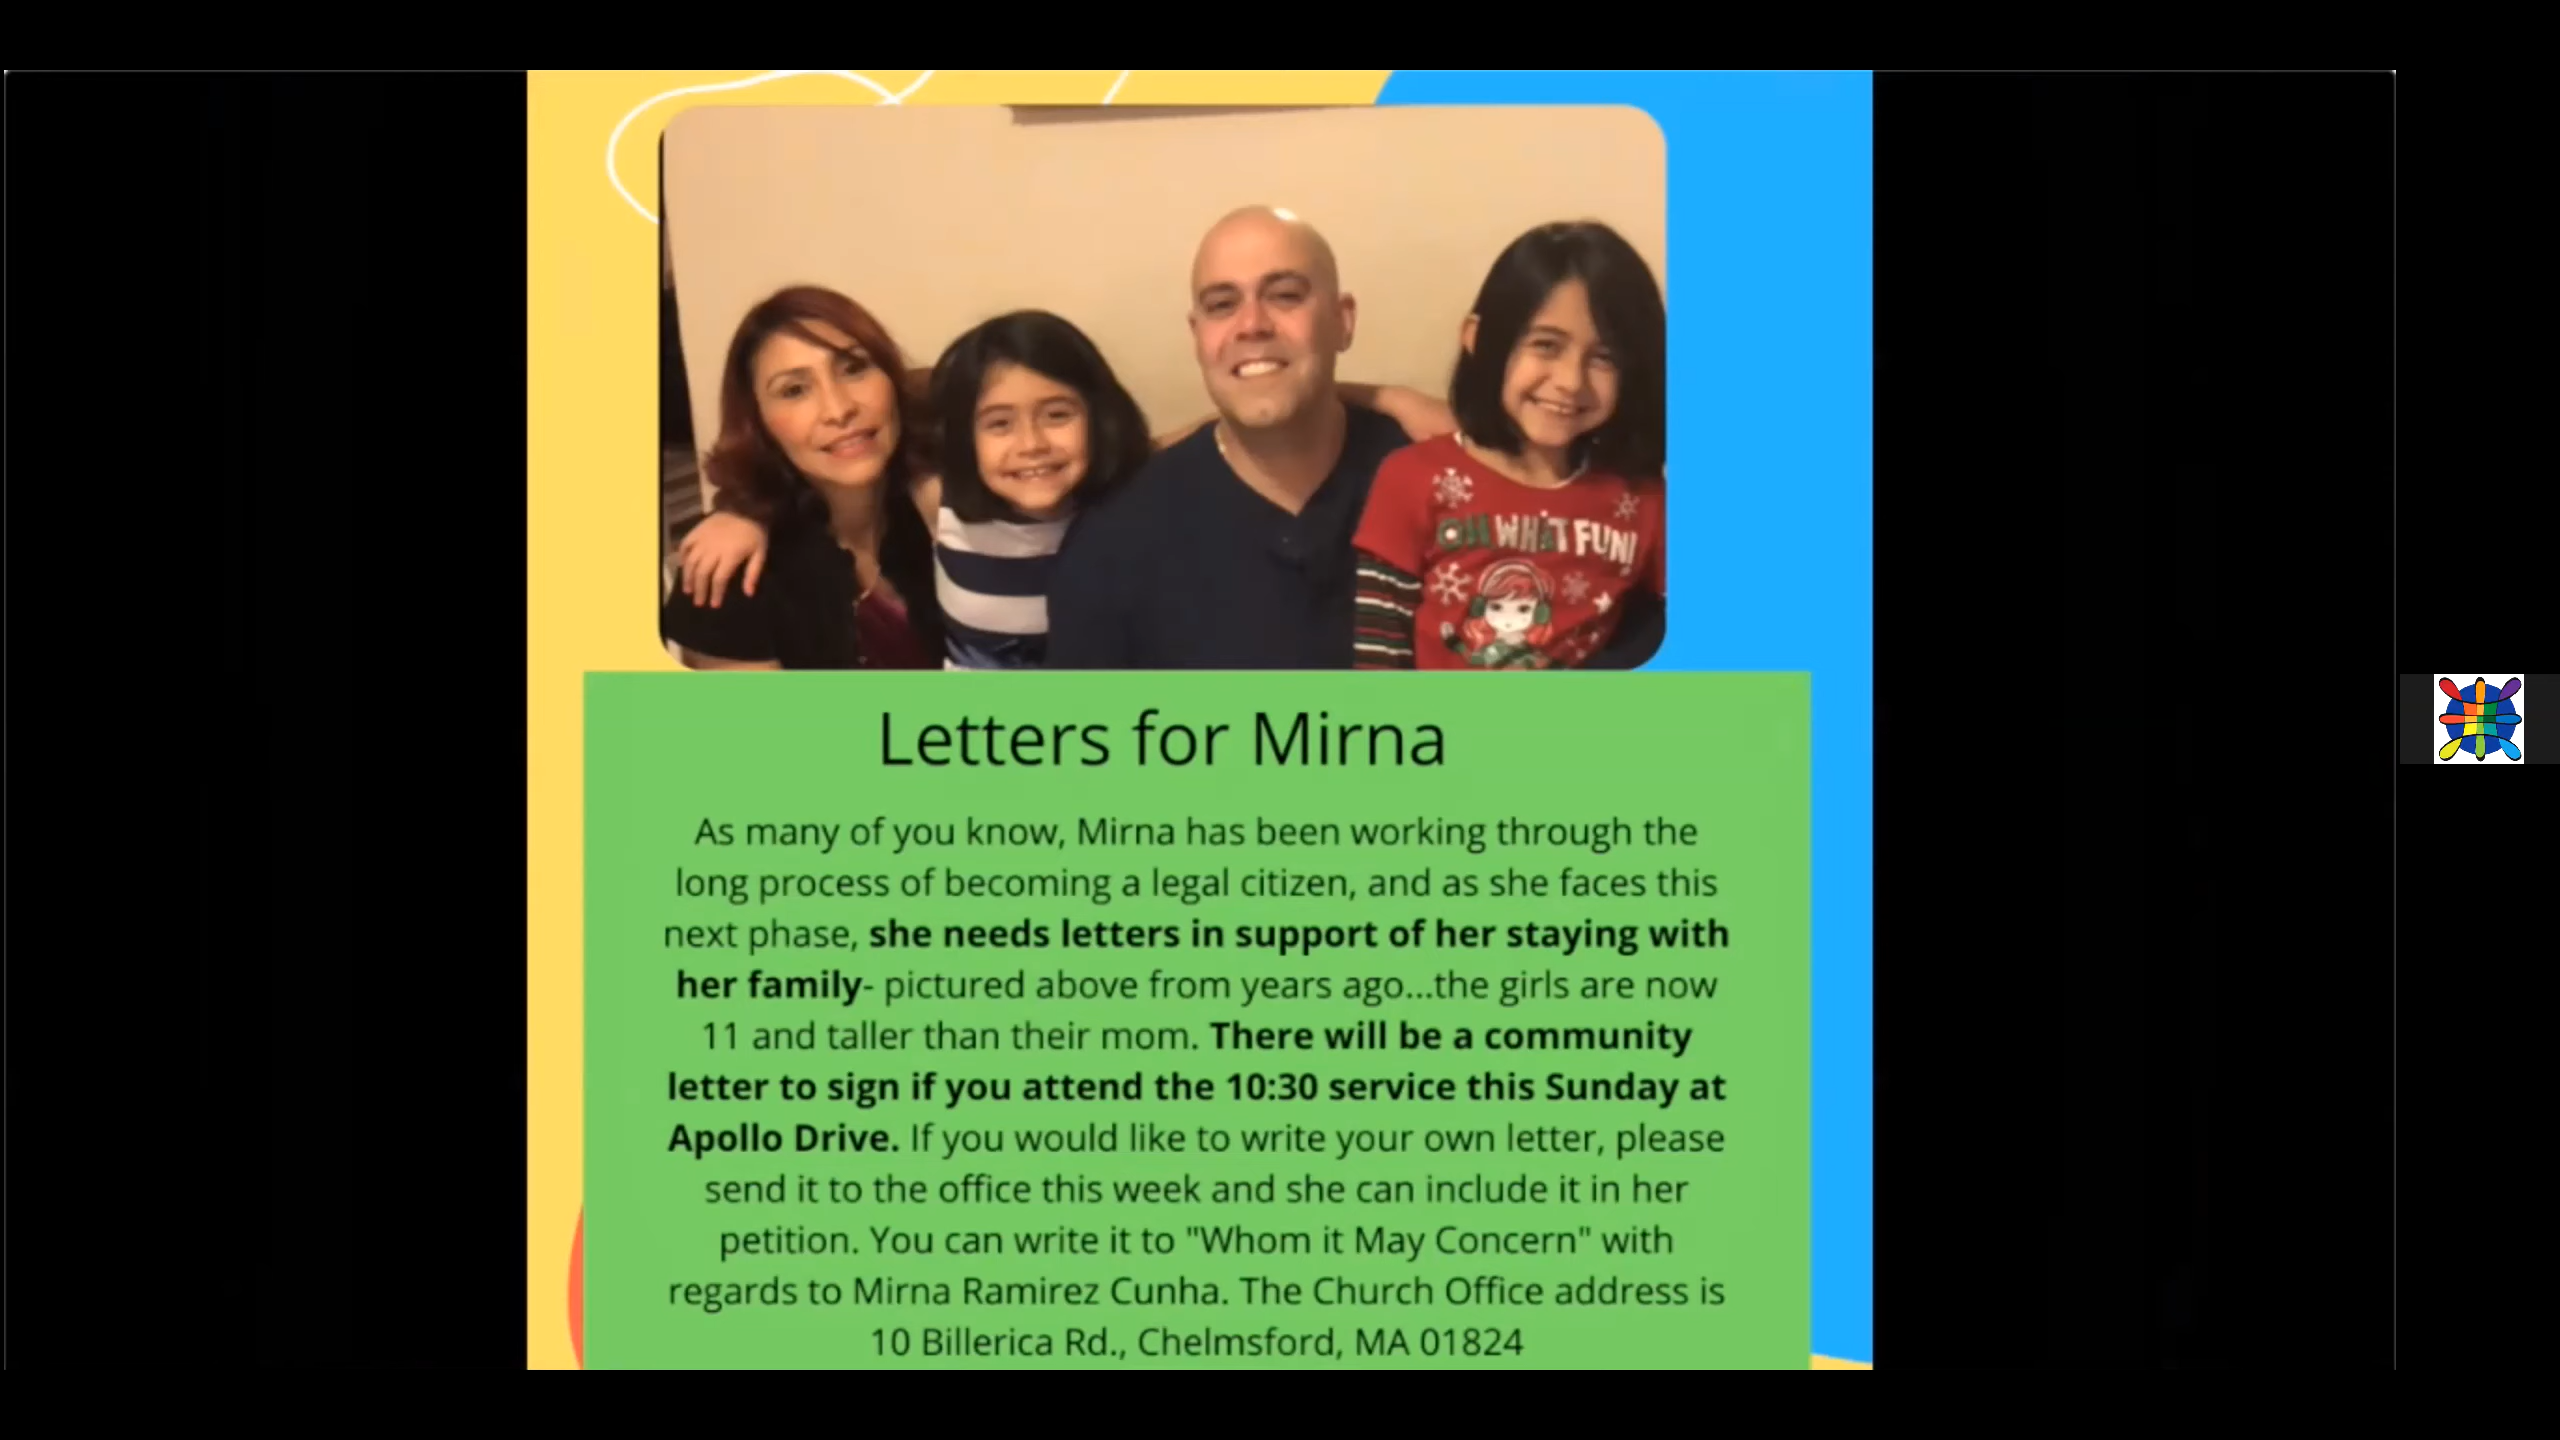 OH WHAT FUN!
Letters for Mirna
As many of you know, Mirna has been working through the
long process of becoming a legal citizen, and as she faces this
next phase, she needs letters in support of her staying with
her family- pictured above from years ago...the girls are now
11 and taller than their mom. There will be a community
letter to sign if you attend the 10:30 service this Sunday at
Apollo Drive. If you would like to write your own letter, please
send it to the office this week and she can include it in her
petition. You can write it to "Whom it May Concern" with
regards to Mirna Ramirez Cunha. The Church Office address is
10 Billerica Rd., Chelmsford, MA 01824